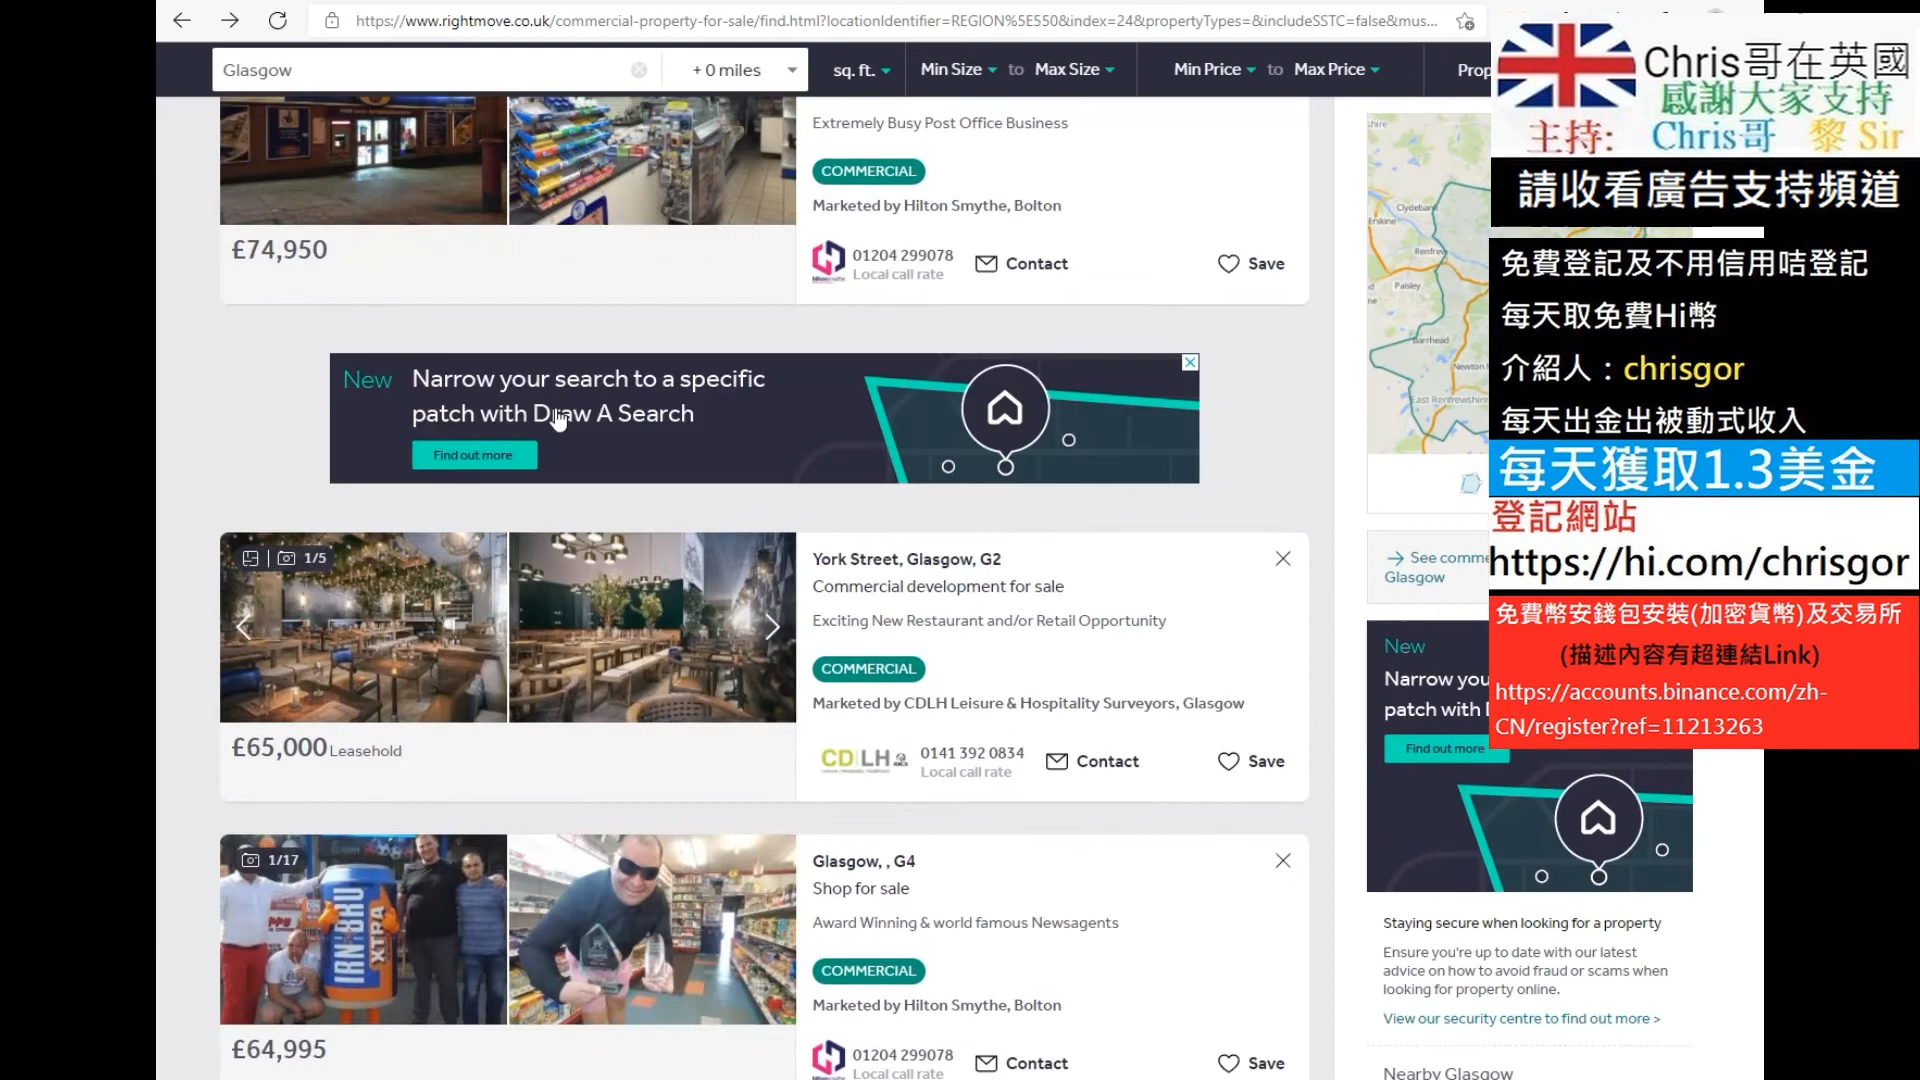 https://www.rightmove.co.uk/commercial-property-for-sale/find.html?locationIdentifier=REGION%5E550&index=24&propertyTypes=&includeSSTC=false&mus...
Glasgow
+ 0 miles
sq. ft.
Min Size to Max Size
Min Price to Max Price
Prop
Extremely Busy Post Office Business
COMMERCIAL
Marketed by Hilton Smythe, Bolton
£74,950
01204 299078
Local call rate
Contact
Save
New
Narrow your search to a specific
patch with Draw A Search
Find out more
1/5
York Street, Glasgow, G2
Commercial development for sale
Exciting New Restaurant and/or Retail Opportunity
COMMERCIAL
Marketed by CDLH Leisure & Hospitality Surveyors, Glasgow
£65,000 Leasehold
CD LH
0141 392 0834
Local call rate
Contact
Save
1/17
IRN-BRU
XTRA
Glasgow, , G4
Shop for sale
Award Winning & world famous Newsagents
COMMERCIAL
Marketed by Hilton Smythe, Bolton
£64,995
01204 299078
Local call rate
Contact
Save
Clydebank
Erskine
Renfrew
Paisley
Barrhead
Newton
East Renfrewshire
See comme
Glasgow
New
Narrow you
patch with D
Find out more
Staying secure when looking for a property
Ensure you're up to date with our latest
advice on how to avoid fraud or scams when
looking for property online.
View our security centre to find out more >
Nearby Glasgow
Chris哥在英國
感謝大家支持
主持: Chris哥 黎 Sir
請收看廣告支持頻道
免費登記及不用信用咭登記
每天取免費Hi幣
介紹人：chrisgor
每天出金出被動式收入
每天獲取1.3美金
登記網站
https://hi.com/chrisgor
免費幣安錢包安裝(加密貨幣)及交易所
(描述內容有超連結Link)
https://accounts.binance.com/zh-
CN/register?ref=11213263